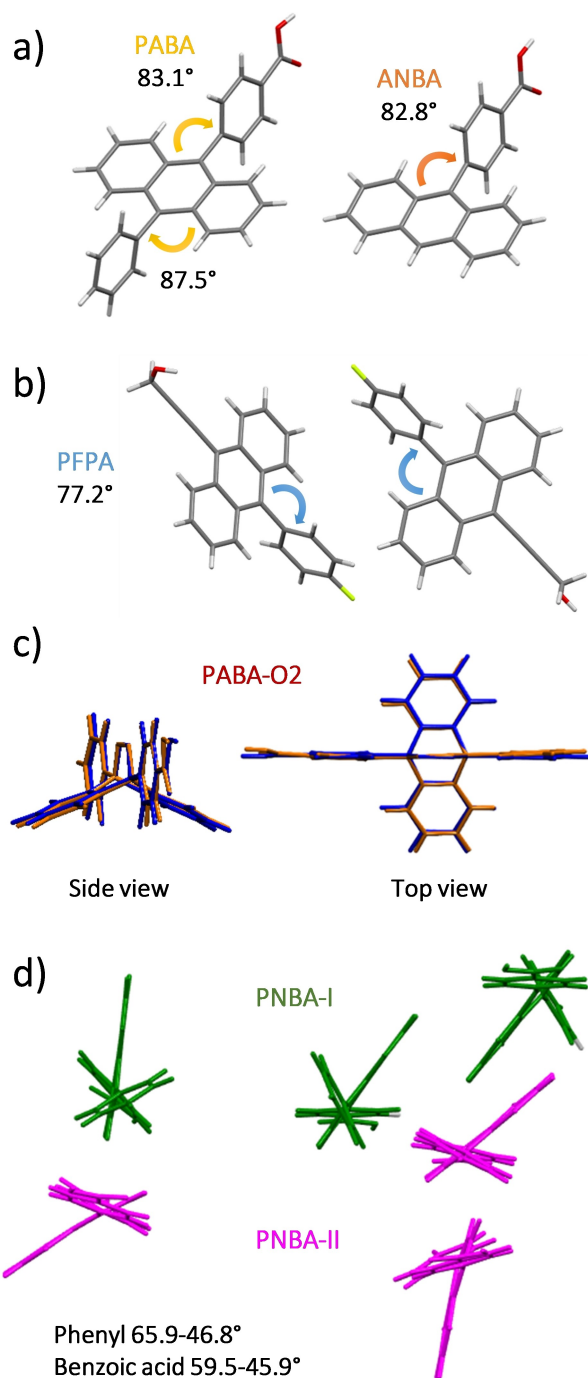 a)
PABA
83.1°
ANBA
82.8°
87.5°
b)
PFPA
77.2°
c)
PABA-O2
Side view
Top view
d)
PNBA-I
PNBA-II
Phenyl 65.9-46.8°
Benzoic acid 59.5-45.9°